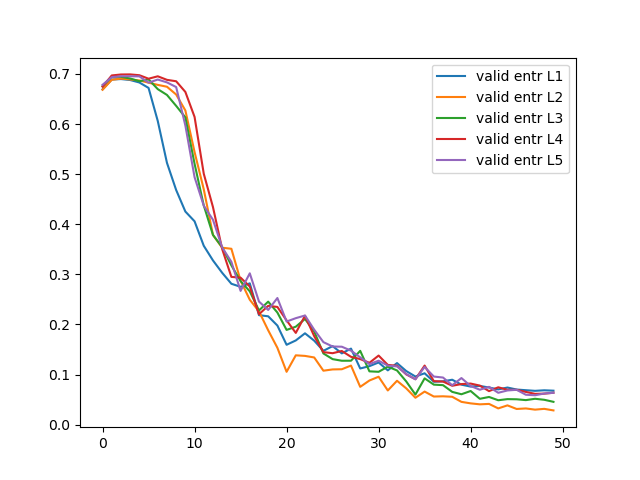 0.7
0.6
0.5
0.4
0.3
0.2
0.1
0.0
0
10
20
30
40
50
valid entr L1
valid entr L2
valid entr L3
valid entr L4
valid entr L5